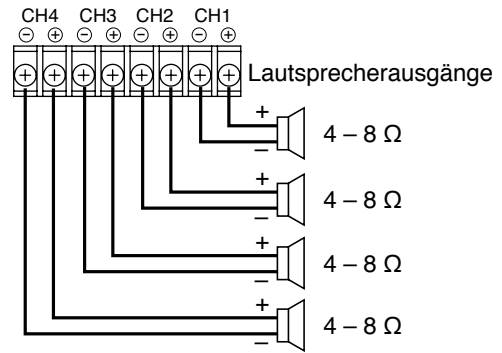 CH4 CH3 CH2 CH1
⊖ ⊕ ⊖ ⊕ ⊖ ⊕ ⊖ ⊕
Lautsprecherausgänge
+
–
4 – 8 Ω
+
–
4 – 8 Ω
+
–
4 – 8 Ω
+
–
4 – 8 Ω